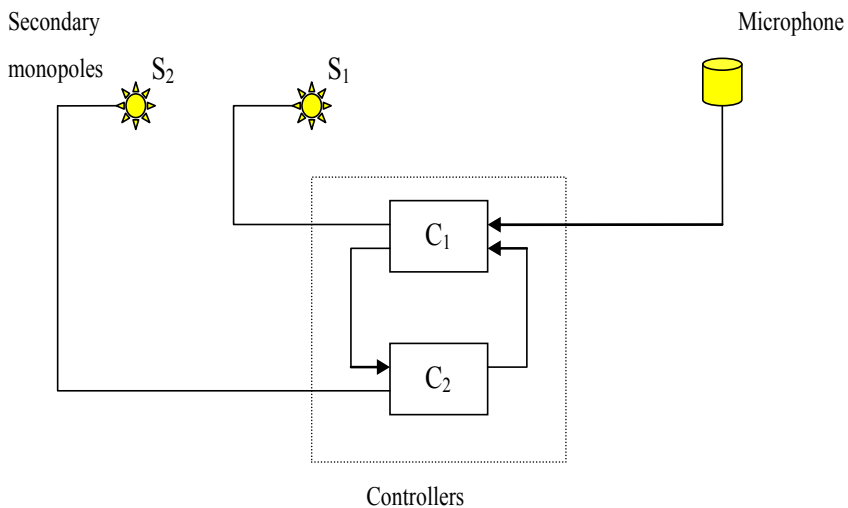 Secondary
monopoles
S₂
S₁
Microphone
C₁
C₂
Controllers